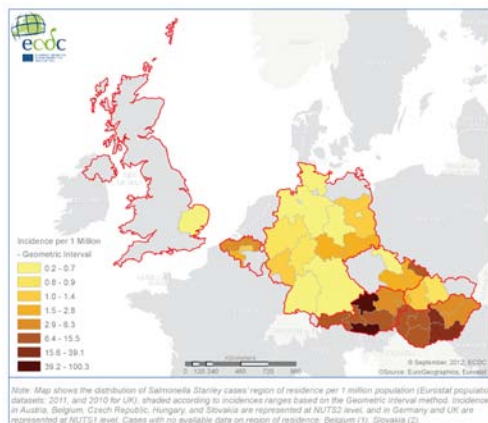 ecdc
Incidence per 1 Million
- Geometric Interval
0.2 - 0.7
0.8 - 0.9
1.0 - 1.4
1.5 - 2.8
2.9 - 6.3
6.4 - 15.5
15.6 - 39.1
39.2 - 100.3
© September, 2012; ECDC
©Source: EuroGeographics, Eurostat
Note: Map shows the distribution of Salmonella Stanley cases' region of residence per 1 million population (Eurostat population
datasets: 2011, and 2010 for UK), shaded according to incidences ranges based on the Geometric Interval method. Incidences
in Austria, Belgium, Czech Republic, Hungary, and Slovakia are represented at NUTS2 level, and in Germany and UK are
represented at NUTS1 level. Cases with no available data on region of residence: Belgium (1), Slovakia (2).